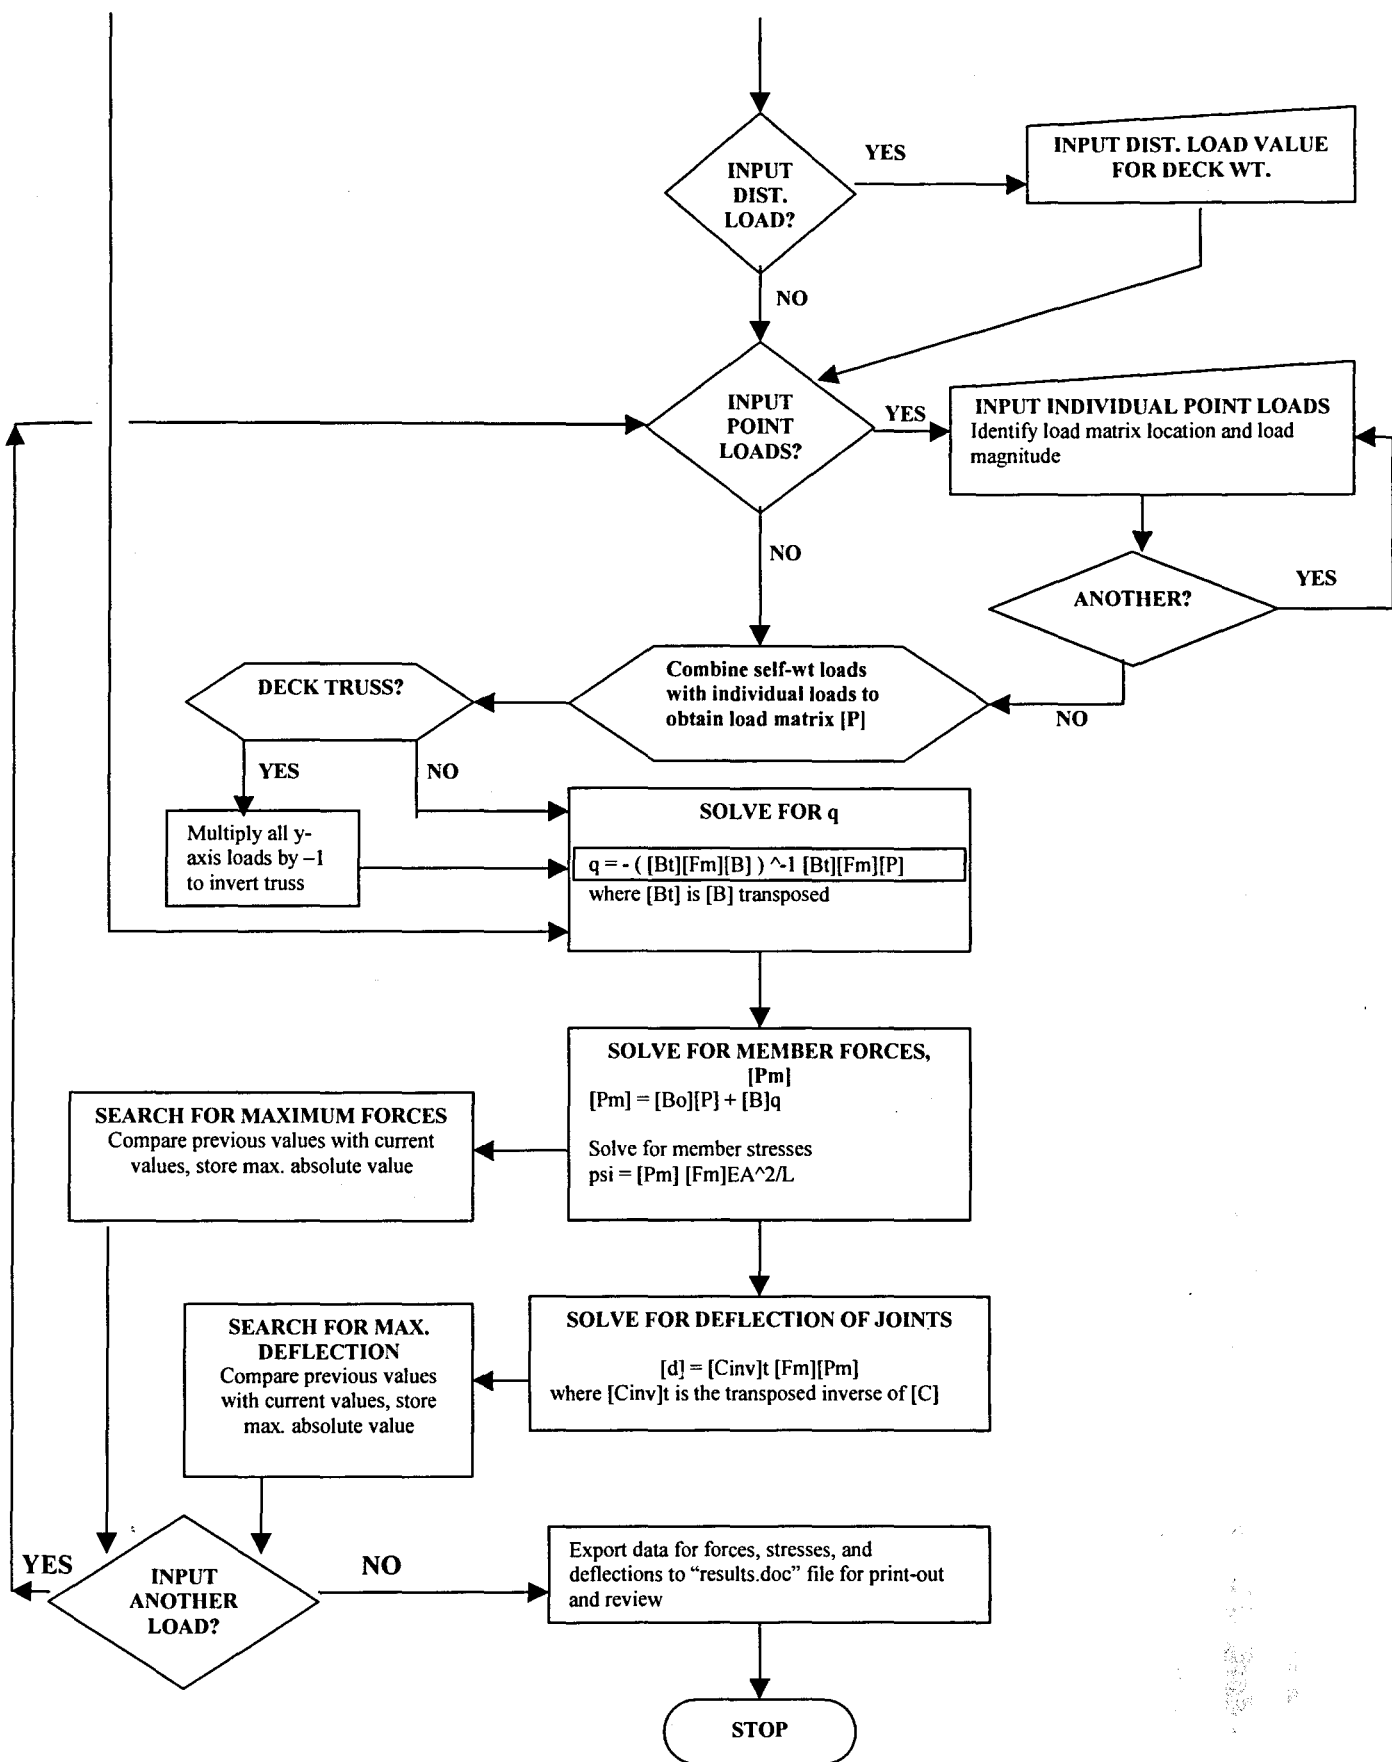 INPUT
DIST.
LOAD?
YES
INPUT DIST. LOAD VALUE
FOR DECK WT.
NO
INPUT
POINT
LOADS?
YES
INPUT INDIVIDUAL POINT LOADS
Identify load matrix location and load
magnitude
NO
ANOTHER?
YES
NO
Combine self-wt loads
with individual loads to
obtain load matrix [P]
DECK TRUSS?
YES
NO
Multiply all y-
axis loads by –1
to invert truss
SOLVE FOR q
q = - ( [Bt][Fm][B] ) ^-1 [Bt][Fm][P]
where [Bt] is [B] transposed
SOLVE FOR MEMBER FORCES,
[Pm]
[Pm] = [Bo][P] + [B]q
Solve for member stresses
psi = [Pm] [Fm]EA^2/L
SEARCH FOR MAXIMUM FORCES
Compare previous values with current
values, store max. absolute value
SOLVE FOR DEFLECTION OF JOINTS
[d] = [Cinv]t [Fm][Pm]
where [Cinv]t is the transposed inverse of [C]
SEARCH FOR MAX.
DEFLECTION
Compare previous values
with current values, store
max. absolute value
YES
INPUT
ANOTHER
LOAD?
NO
Export data for forces, stresses, and
deflections to “results.doc” file for print-out
and review
STOP